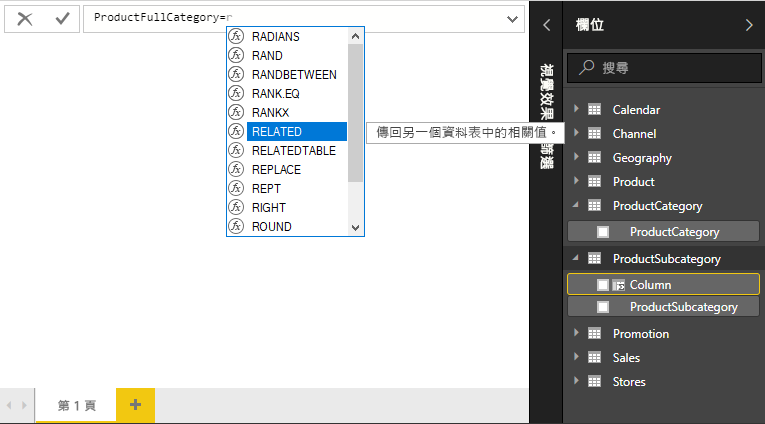 ProductFullCategory=r
RADIANS
RAND
RANDBETWEEN
RANK.EQ
RANKX
RELATED
傳回另一個資料表中的相關值。
RELATEDTABLE
REPLACE
REPT
RIGHT
ROUND
第 1 頁
視覺效果
篩選
欄位
搜尋
Calendar
Channel
Geography
Product
ProductCategory
ProductCategory
ProductSubcategory
Column
ProductSubcategory
Promotion
Sales
Stores